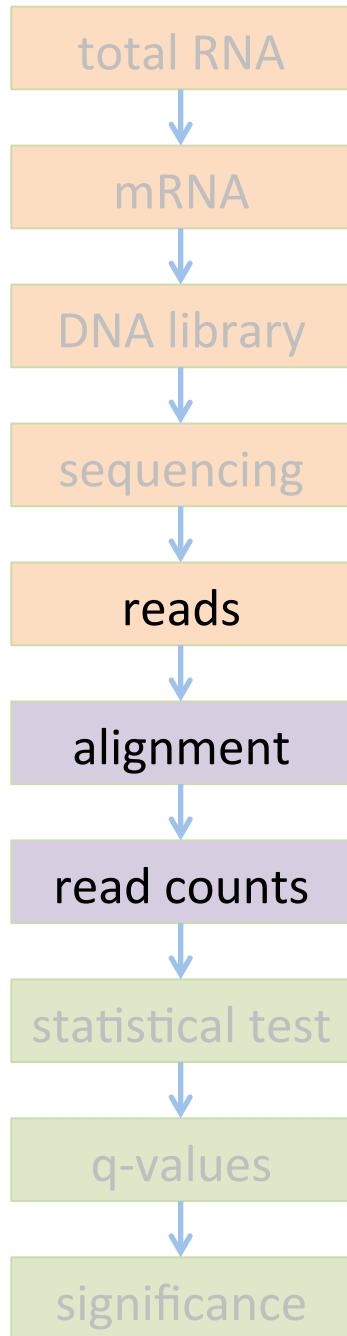 total RNA
mRNA
DNA library
sequencing
reads
alignment
read counts
statistical test
q-values
significance